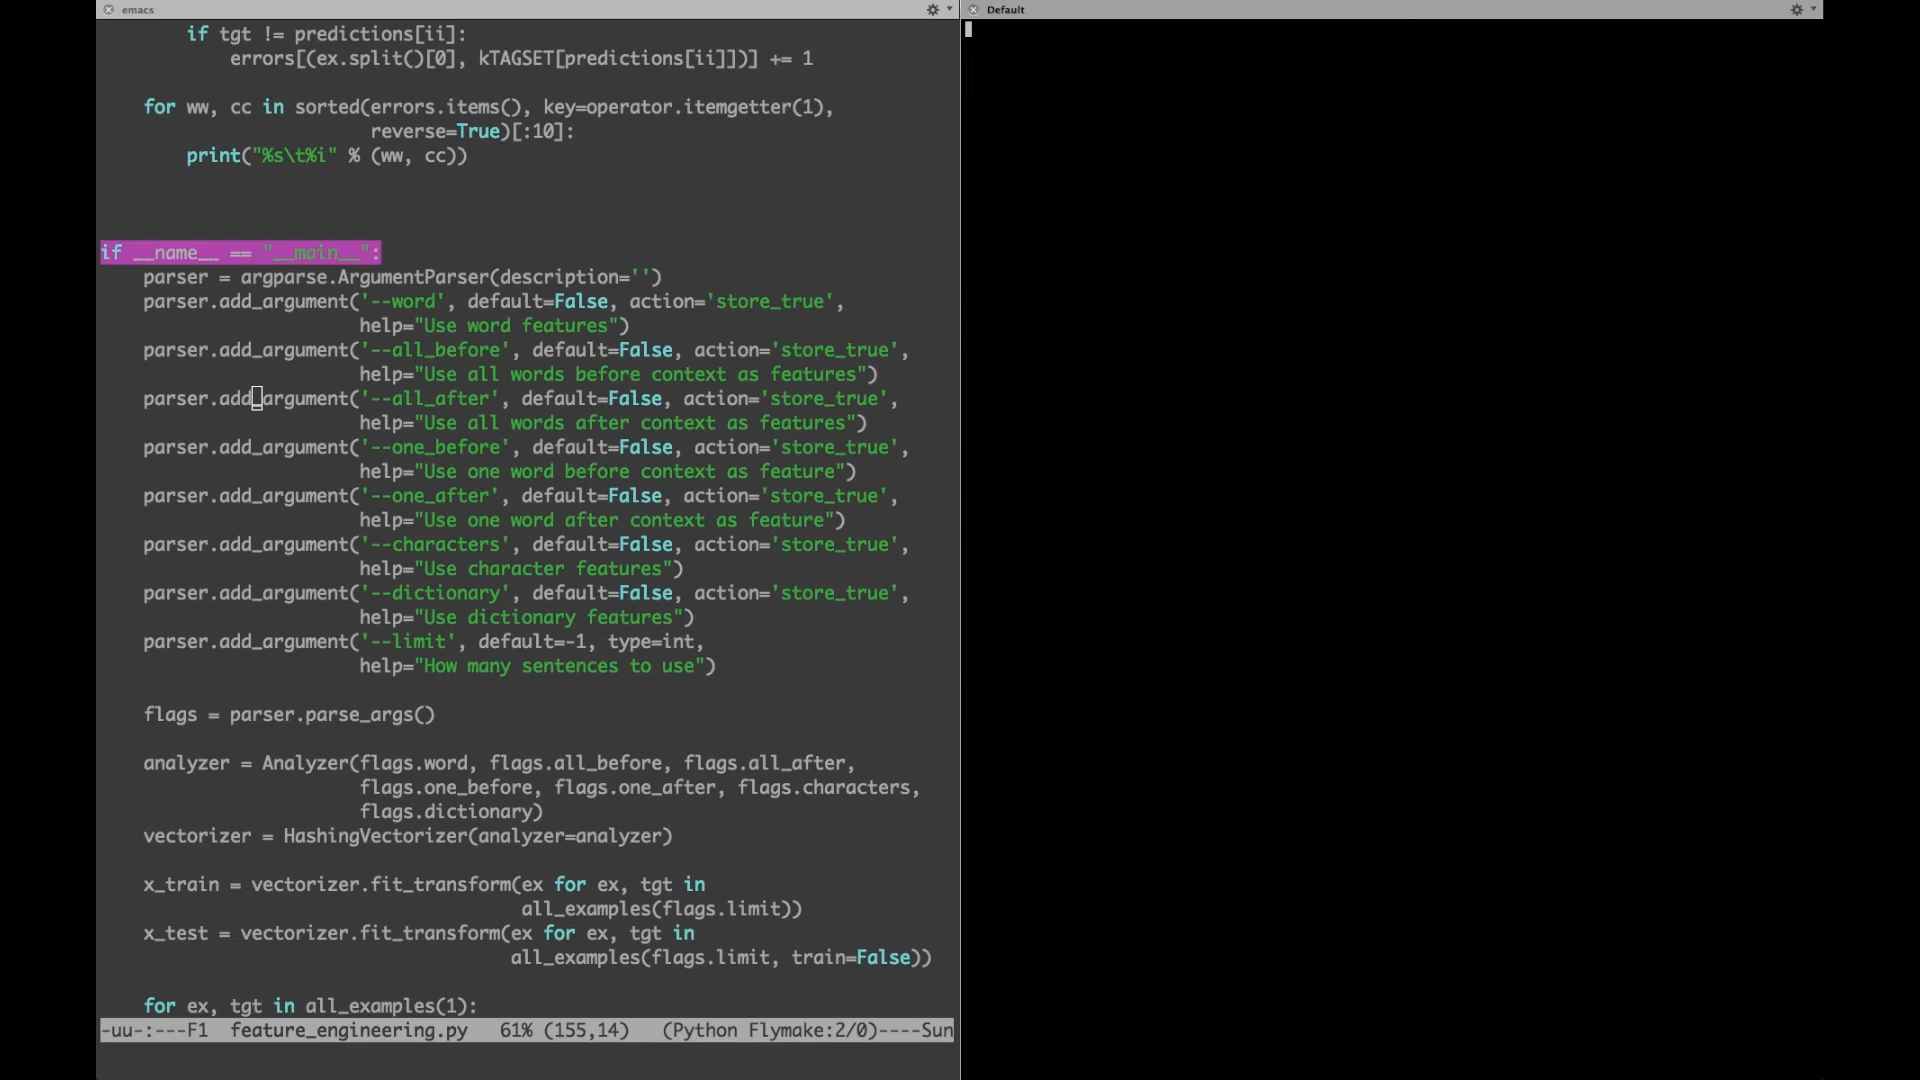 emacs
if tgt != predictions[ii]:
errors[(ex.split()[0], kTAGSET[predictions[ii]])] += 1
for ww, cc in sorted(errors.items(), key=operator.itemgetter(1),
reverse=True)[:10]:
print("%s\t%i" % (ww, cc))
if __name__ == "__main__":
parser = argparse.ArgumentParser(description='')
parser.add_argument('--word', default=False, action='store_true',
help="Use word features")
parser.add_argument('--all_before', default=False, action='store_true',
help="Use all words before context as features")
parser.add_argument('--all_after', default=False, action='store_true',
help="Use all words after context as features")
parser.add_argument('--one_before', default=False, action='store_true',
help="Use one word before context as feature")
parser.add_argument('--one_after', default=False, action='store_true',
help="Use one word after context as feature")
parser.add_argument('--characters', default=False, action='store_true',
help="Use character features")
parser.add_argument('--dictionary', default=False, action='store_true',
help="Use dictionary features")
parser.add_argument('--limit', default=-1, type=int,
help="How many sentences to use")
flags = parser.parse_args()
analyzer = Analyzer(flags.word, flags.all_before, flags.all_after,
flags.one_before, flags.one_after, flags.characters,
flags.dictionary)
vectorizer = HashingVectorizer(analyzer=analyzer)
x_train = vectorizer.fit_transform(ex for ex, tgt in
all_examples(flags.limit))
x_test = vectorizer.fit_transform(ex for ex, tgt in
all_examples(flags.limit, train=False))
for ex, tgt in all_examples(1):
-uu-:---F1 feature_engineering.py 61% (155,14) (Python Flymake:2/0)----Sun
Default